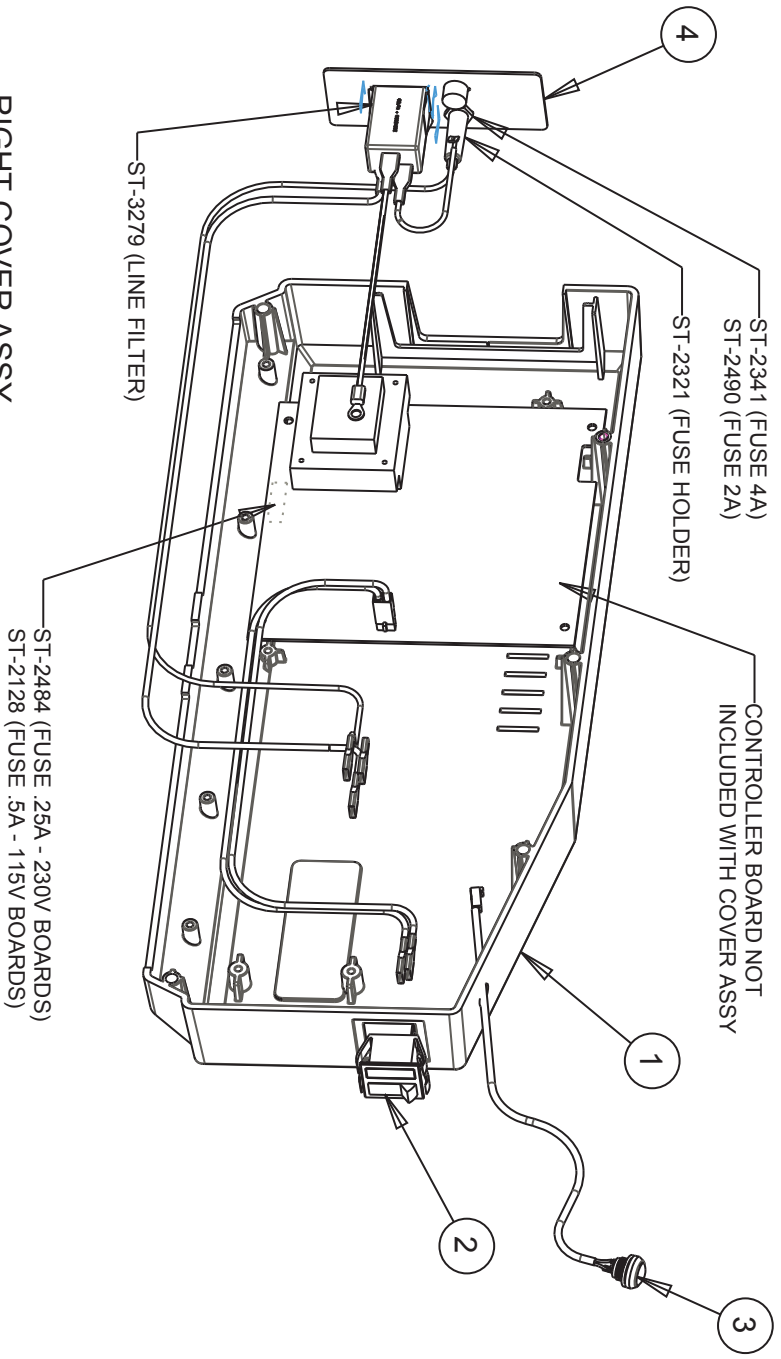 4
ST-2341 (FUSE 4A)
ST-2490 (FUSE 2A)
ST-2321 (FUSE HOLDER)
CONTROLLER BOARD NOT
INCLUDED WITH COVER ASSY
1
2
3
ST-3279 (LINE FILTER)
ST-2484 (FUSE .25A - 230V BOARDS)
ST-2128 (FUSE .5A - 115V BOARDS)
RIGHT COVER ASSY